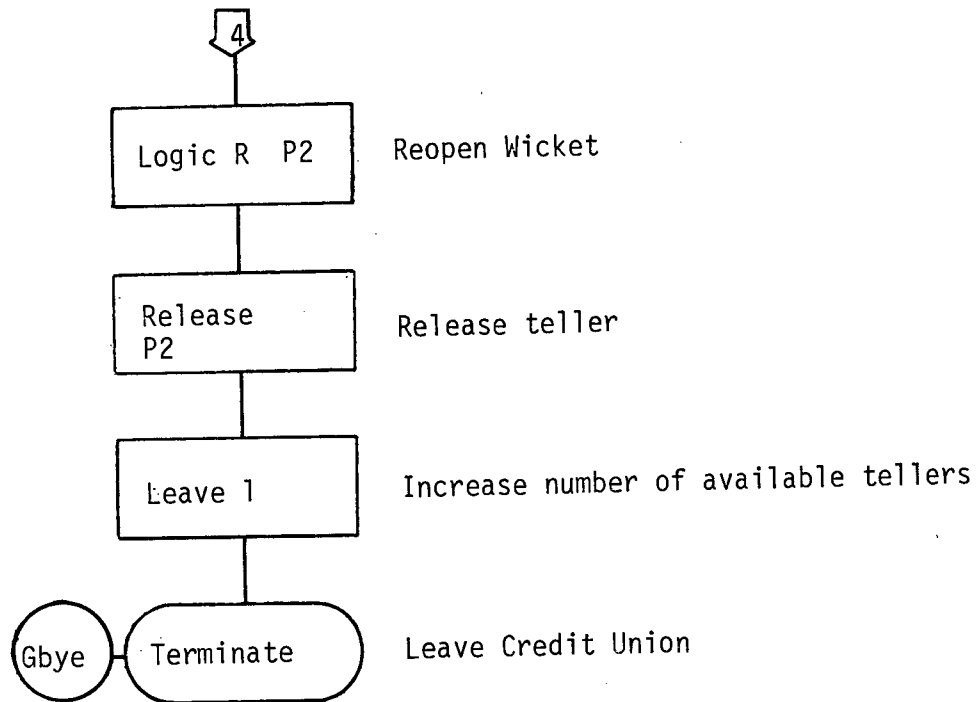 4
Logic R P2 Reopen Wicket
Release
P2
Release teller
Leave 1 Increase number of available tellers
Gbye Terminate Leave Credit Union